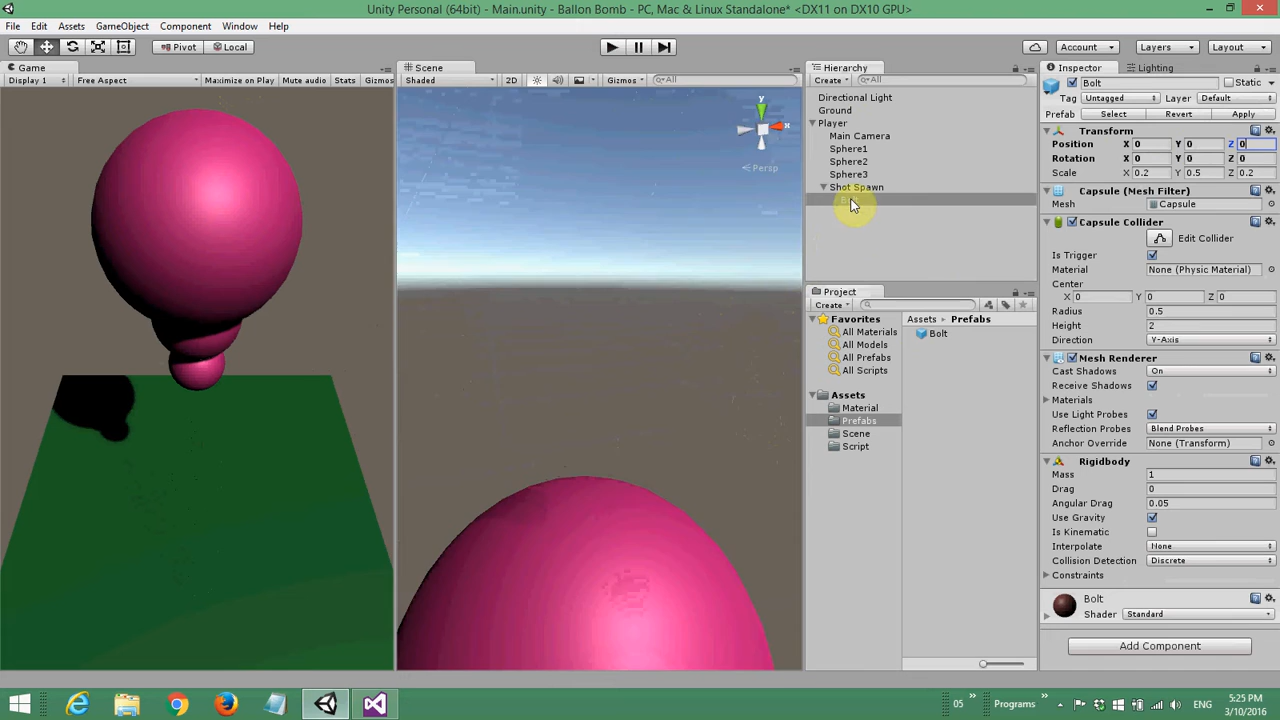 Unity Personal (64bit) - Main.unity - Ballon Bomb - PC, Mac & Linux Standalone* <DX11 on DX10 GPU>
File Edit Assets GameObject Component Window Help
Pivot Local Account Layers Layout
Game Scene Hierarchy Inspector Lighting
Display 1 Free Aspect Maximize on Play Mute audio Stats Gizmos Shaded 2D Gizmos All Create All Bolt Static
Directional Light Tag Untagged Layer Default
Ground Prefab Select Revert Apply
Player Transform
Main Camera Position X 0 Y 0 Z 0
Sphere1 Rotation X 0 Y 0 Z 0
Sphere2 Scale X 0.2 Y 0.5 Z 0.2
Sphere3 Capsule (Mesh Filter)
Shot Spawn Mesh Capsule
y x Persp
Capsule Collider
Edit Collider
Is Trigger
Material None (Physic Material)
Center
X 0 Y 0 Z 0
Radius 0.5
Height 2
Direction Y-Axis
Project
Create
Favorites Assets Prefabs
All Materials Bolt
All Models
All Prefabs
All Scripts
Assets
Material
Prefabs
Scene
Script
Mesh Renderer
Cast Shadows On
Receive Shadows
Materials
Use Light Probes
Reflection Probes Blend Probes
Anchor Override None (Transform)
Rigidbody
Mass 1
Drag 0
Angular Drag 0.05
Use Gravity
Is Kinematic
Interpolate None
Collision Detection Discrete
Constraints
Bolt
Shader Standard
Add Component
05 Programs ENG 5:25 PM
3/10/2016